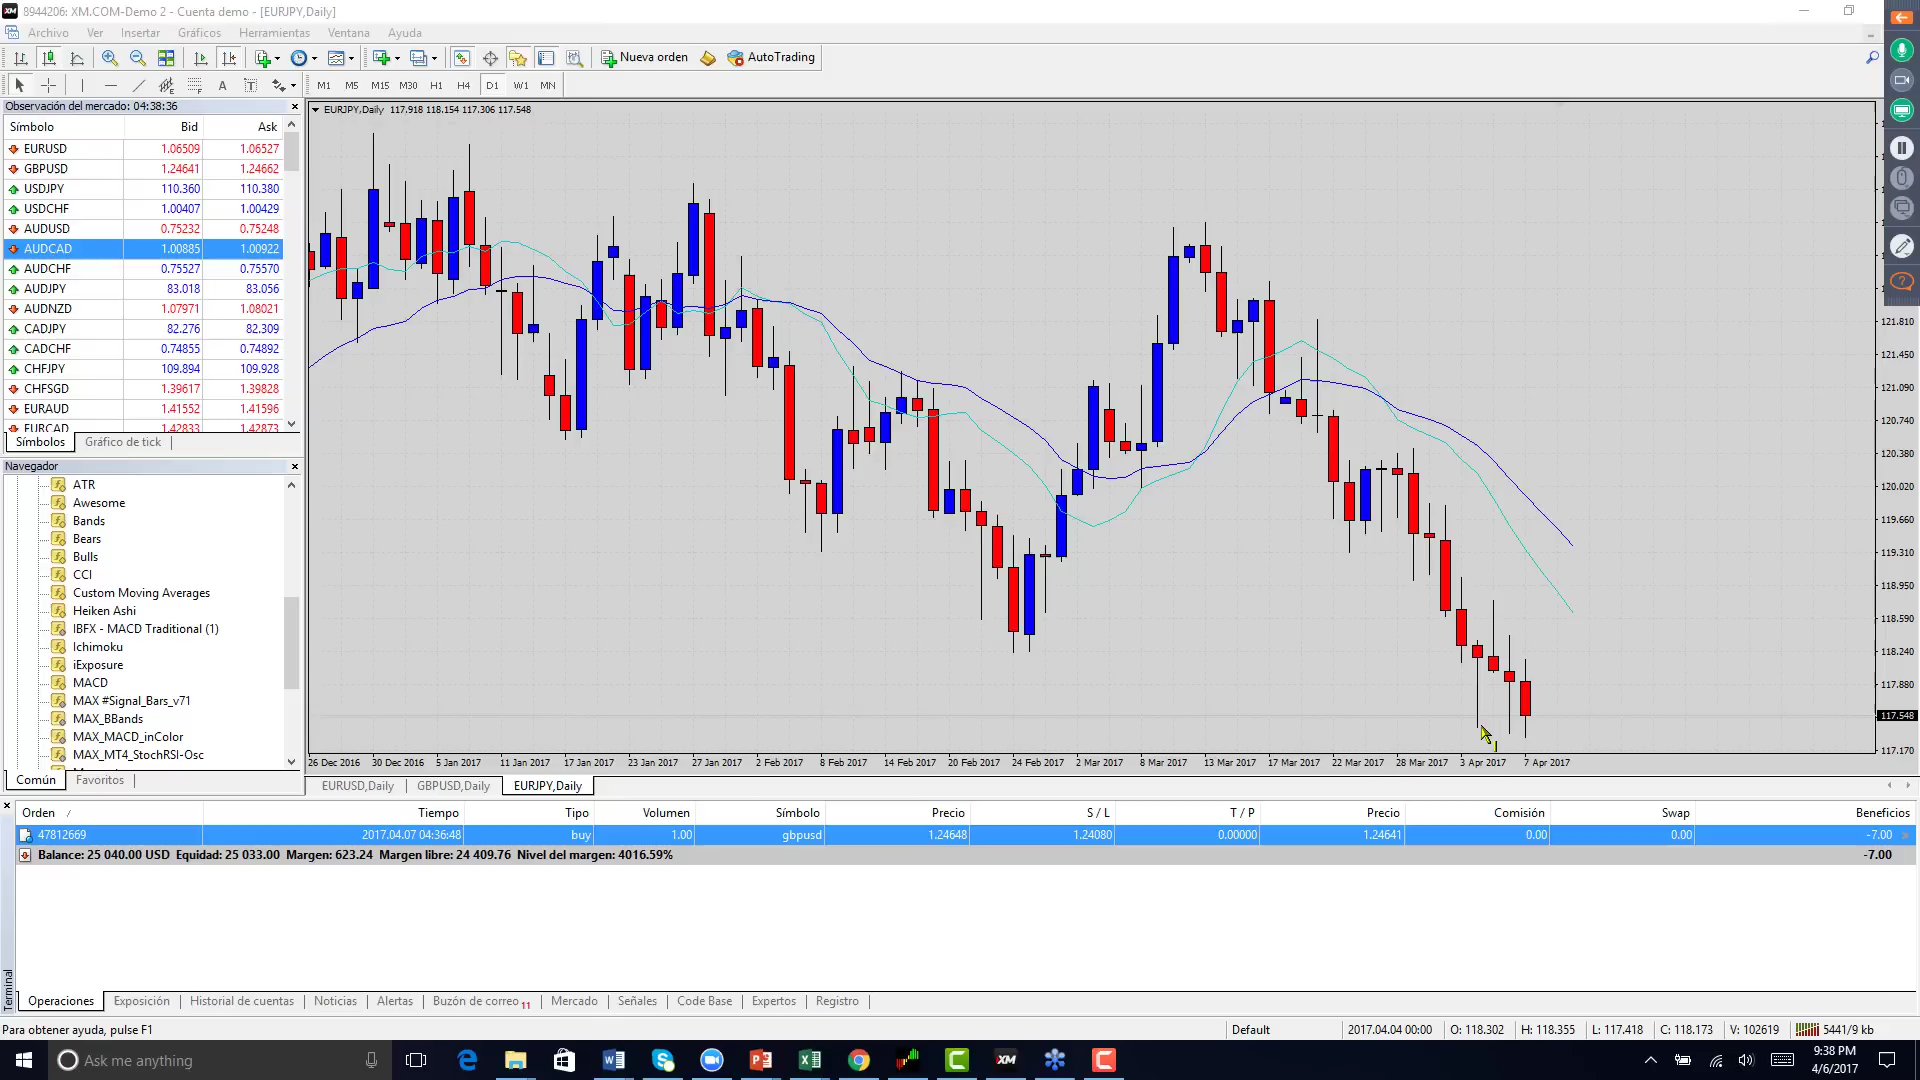 8944206: XM.COM-Demo 2 - Cuenta demo - [EURJPY,Daily]
Archivo Ver Insertar Gráficos Herramientas Ventana Ayuda
Nueva orden AutoTrading
A T M1 M5 M15 M30 H1 H4 D1 W1 MN
Observación del mercado: 04:38:36
Símbolo Bid Ask
EURUSD 1.06509 1.06527
GBPUSD 1.24641 1.24662
USDJPY 110.360 110.380
USDCHF 1.00407 1.00429
AUDUSD 0.75232 0.75248
AUDCAD 1.00885 1.00922
AUDCHF 0.75527 0.75570
AUDJPY 83.018 83.056
AUDNZD 1.07971 1.08021
CADJPY 82.276 82.309
CADCHF 0.74855 0.74892
CHFJPY 109.894 109.928
CHFSGD 1.39617 1.39828
EURAUD 1.41552 1.41596
EURCAD 1.42833 1.42873
Símbolos Gráfico de tick
Navegador
ATR
Awesome
Bands
Bears
Bulls
CCI
Custom Moving Averages
Heiken Ashi
IBFX - MACD Traditional (1)
Ichimoku
iExposure
MACD
MAX #Signal_Bars_v71
MAX_BBands
MAX_MACD_inColor
MAX_MT4_StochRSI-Osc
Común Favoritos
EURJPY,Daily 117.918 118.154 117.306 117.548
121.810
121.450
121.090
120.740
120.380
120.020
119.660
119.310
118.950
118.590
118.240
117.880
117.548
117.170
26 Dec 2016 30 Dec 2016 5 Jan 2017 11 Jan 2017 17 Jan 2017 23 Jan 2017 27 Jan 2017 2 Feb 2017 8 Feb 2017 14 Feb 2017 20 Feb 2017 24 Feb 2017 2 Mar 2017 8 Mar 2017 13 Mar 2017 17 Mar 2017 22 Mar 2017 28 Mar 2017 3 Apr 2017 7 Apr 2017
EURUSD,Daily GBPUSD,Daily EURJPY,Daily
Orden / Tiempo Tipo Volumen Símbolo Precio S / L T / P Precio Comisión Swap Beneficios
47812669 2017.04.07 04:36:48 buy 1.00 gbpusd 1.24648 1.24080 0.00000 1.24641 0.00 0.00 -7.00
Balance: 25 040.00 USD Equidad: 25 033.00 Margen: 623.24 Margen libre: 24 409.76 Nivel del margen: 4016.59% -7.00
Terminal
Operaciones Exposición Historial de cuentas Noticias Alertas Buzón de correo 11 Mercado Señales Code Base Expertos Registro
Para obtener ayuda, pulse F1 Default 2017.04.04 00:00 O: 118.302 H: 118.355 L: 117.418 C: 118.173 V: 102619 5441/9 kb
Ask me anything
9:38 PM
4/6/2017